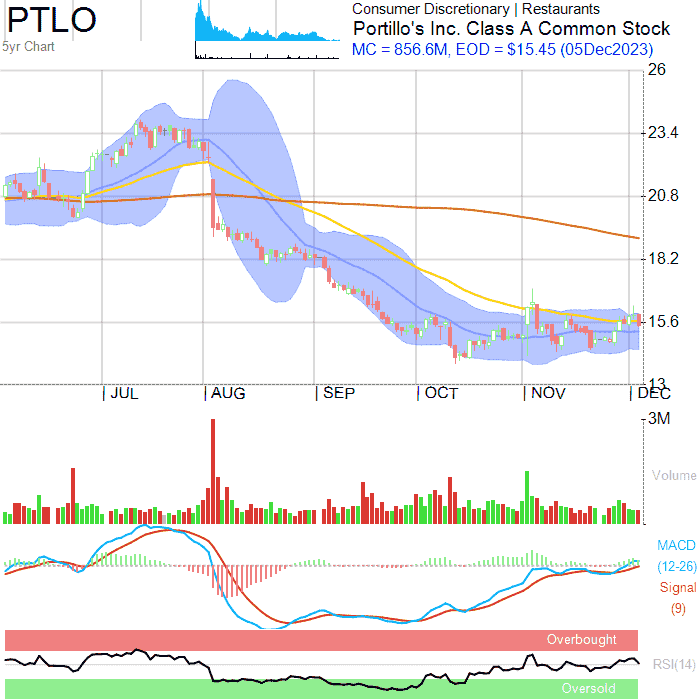 PTLO
5yr Chart
Consumer Discretionary | Restaurants
Portillo's Inc. Class A Common Stock
MC = 856.6M, EOD = $15.45 (05Dec2023)
26
23.4
20.8
18.2
15.6
13
JUL AUG SEP OCT NOV DEC
3M
Volume
MACD
(12-26)
Signal
(9)
Overbought
RSI(14)
Oversold